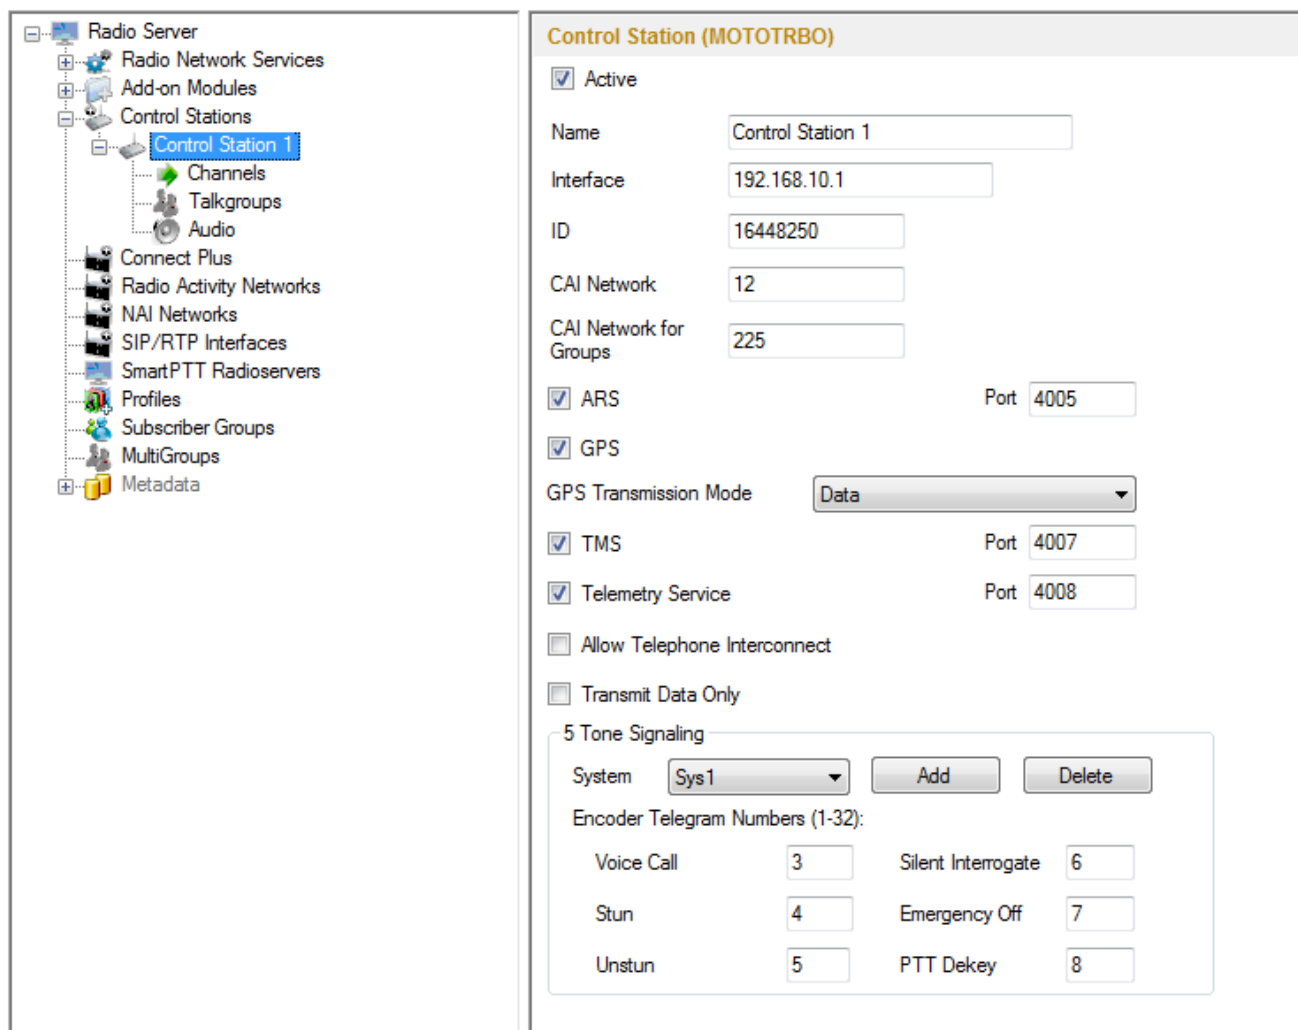 Radio Server
Radio Network Services
Add-on Modules
Control Stations
Control Station 1
Channels
Talkgroups
Audio
Connect Plus
Radio Activity Networks
NAI Networks
SIP/RTP Interfaces
SmartPTT Radioservers
Profiles
Subscriber Groups
MultiGroups
Metadata
Control Station (MOTOTRBO)
Active
Name Control Station 1
Interface 192.168.10.1
ID 16448250
CAI Network 12
CAI Network for
Groups 225
ARS Port 4005
GPS
GPS Transmission Mode Data
TMS Port 4007
Telemetry Service Port 4008
Allow Telephone Interconnect
Transmit Data Only
5 Tone Signaling
System Sys1 Add Delete
Encoder Telegram Numbers (1-32):
Voice Call 3 Silent Interrogate 6
Stun 4 Emergency Off 7
Unstun 5 PTT Dekey 8